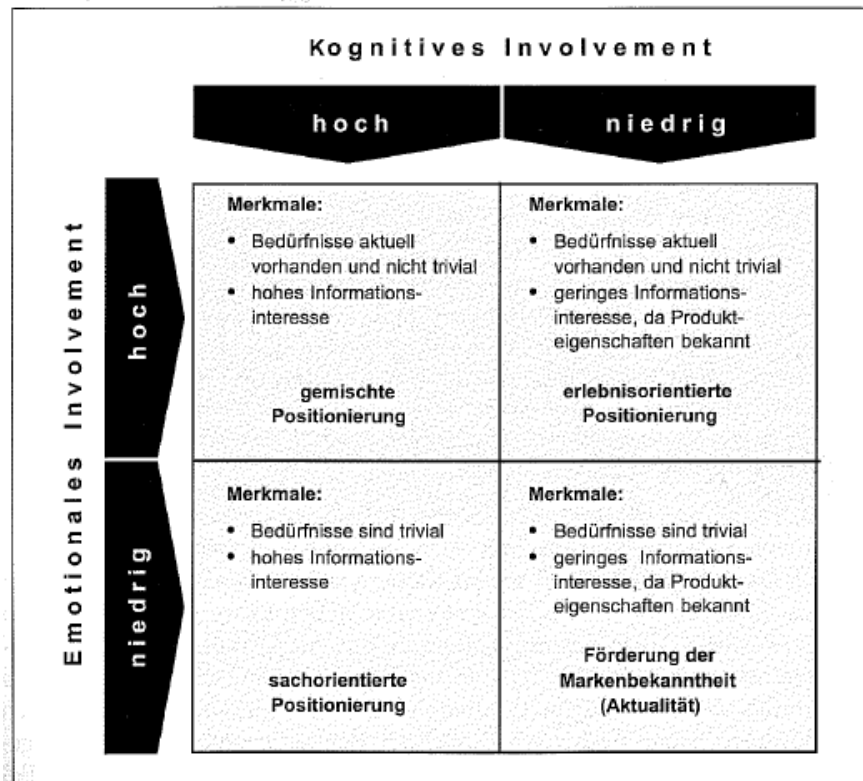 Kognitives Involvement
hoch
niedrig
Emotionales Involvement
hoch
Merkmale:
• Bedürfnisse aktuell
vorhanden und nicht trivial
• hohes Informations-
interesse
gemischte
Positionierung
Merkmale:
• Bedürfnisse aktuell
vorhanden und nicht trivial
• geringes Informations-
interesse, da Produkt-
eigenschaften bekannt
erlebnisorientierte
Positionierung
niedrig
Merkmale:
• Bedürfnisse sind trivial
• hohes Informations-
interesse
sachorientierte
Positionierung
Merkmale:
• Bedürfnisse sind trivial
• geringes Informations-
interesse, da Produkt-
eigenschaften bekannt
Förderung der
Markenbekanntheit
(Aktualität)